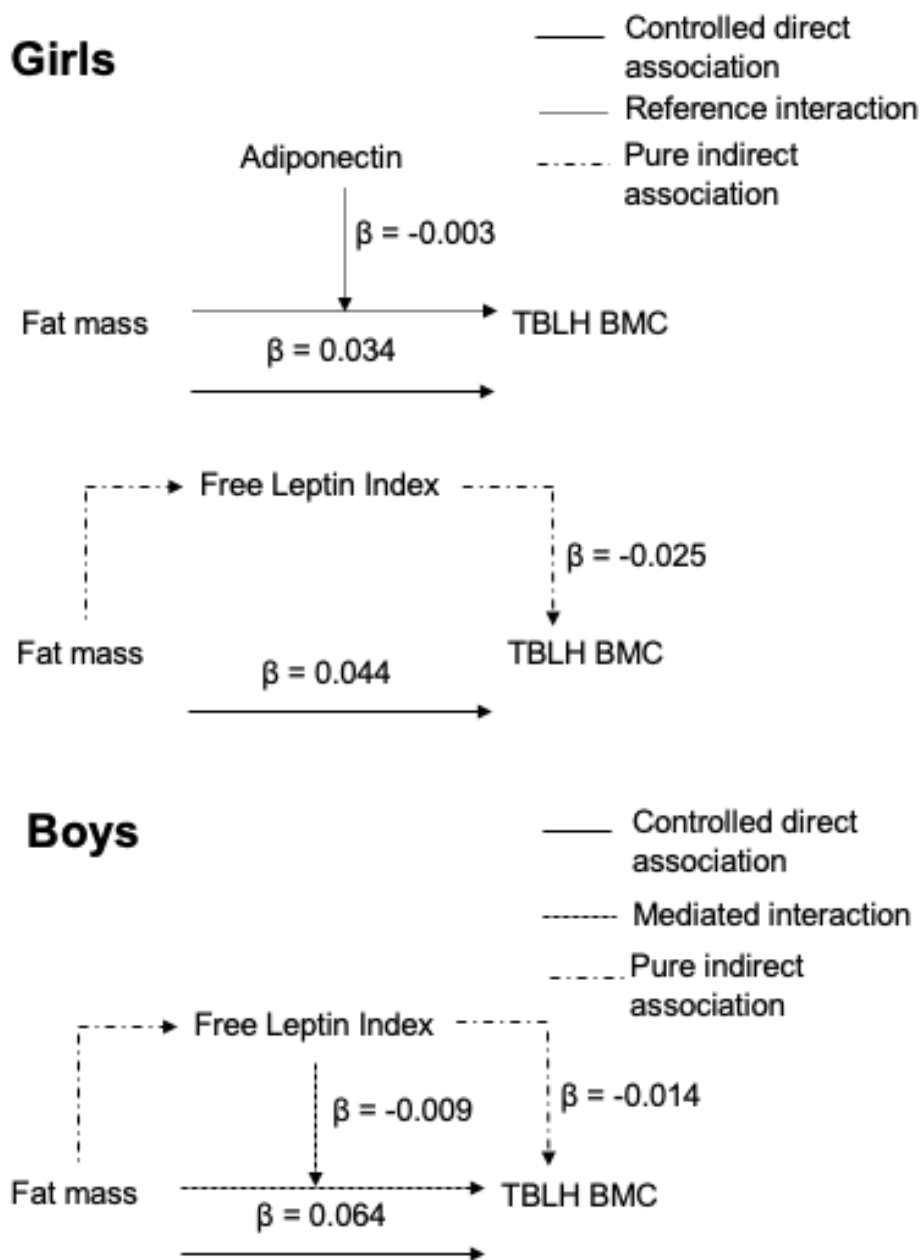 Girls
Controlled direct
association
Reference interaction
Pure indirect
association
Adiponectin
β = -0.003
Fat mass
TBLH BMC
β = 0.034
Free Leptin Index
β = -0.025
Fat mass
TBLH BMC
β = 0.044
Boys
Controlled direct
association
Mediated interaction
Pure indirect
association
Free Leptin Index
β = -0.009
β = -0.014
Fat mass
TBLH BMC
β = 0.064